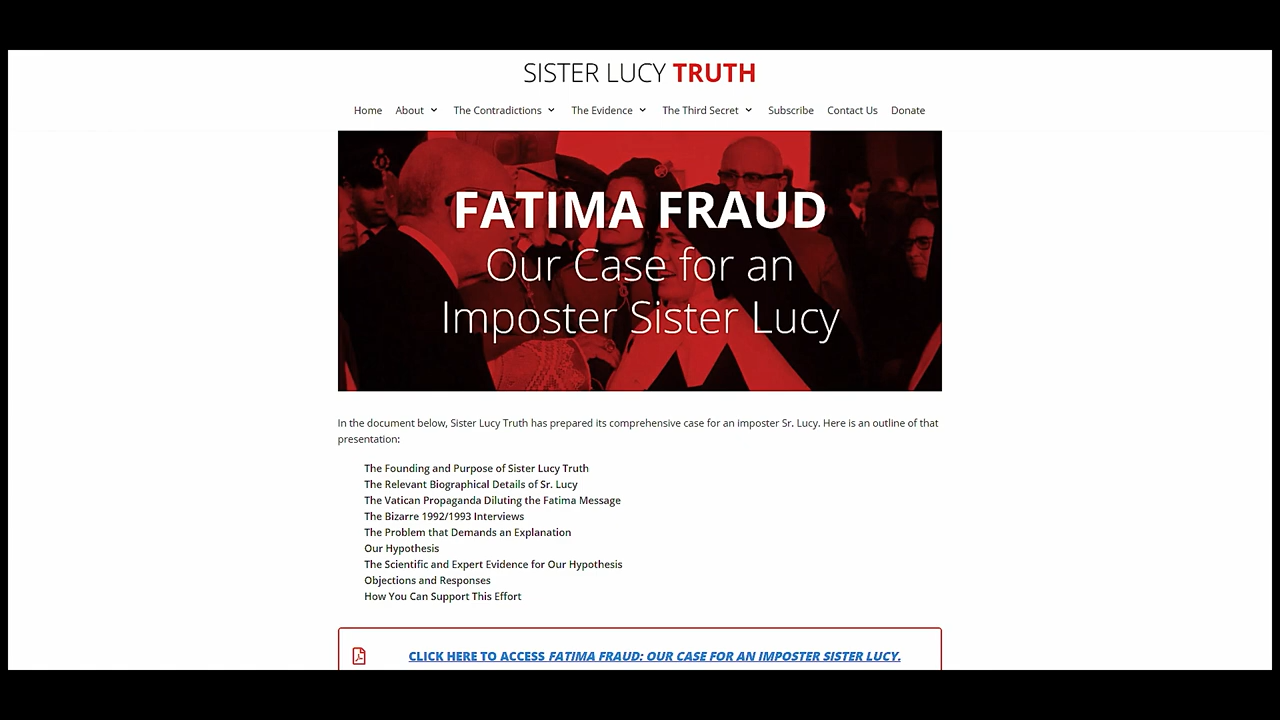 SISTER LUCY TRUTH
Home About The Contradictions The Evidence The Third Secret Subscribe Contact Us Donate
FATIMA FRAUD
Our Case for an
Imposter Sister Lucy
In the document below, Sister Lucy Truth has prepared its comprehensive case for an imposter Sr. Lucy. Here is an outline of that
presentation:
The Founding and Purpose of Sister Lucy Truth
The Relevant Biographical Details of Sr. Lucy
The Vatican Propaganda Diluting the Fatima Message
The Bizarre 1992/1993 Interviews
The Problem that Demands an Explanation
Our Hypothesis
The Scientific and Expert Evidence for Our Hypothesis
Objections and Responses
How You Can Support This Effort
CLICK HERE TO ACCESS FATIMA FRAUD: OUR CASE FOR AN IMPOSTER SISTER LUCY.